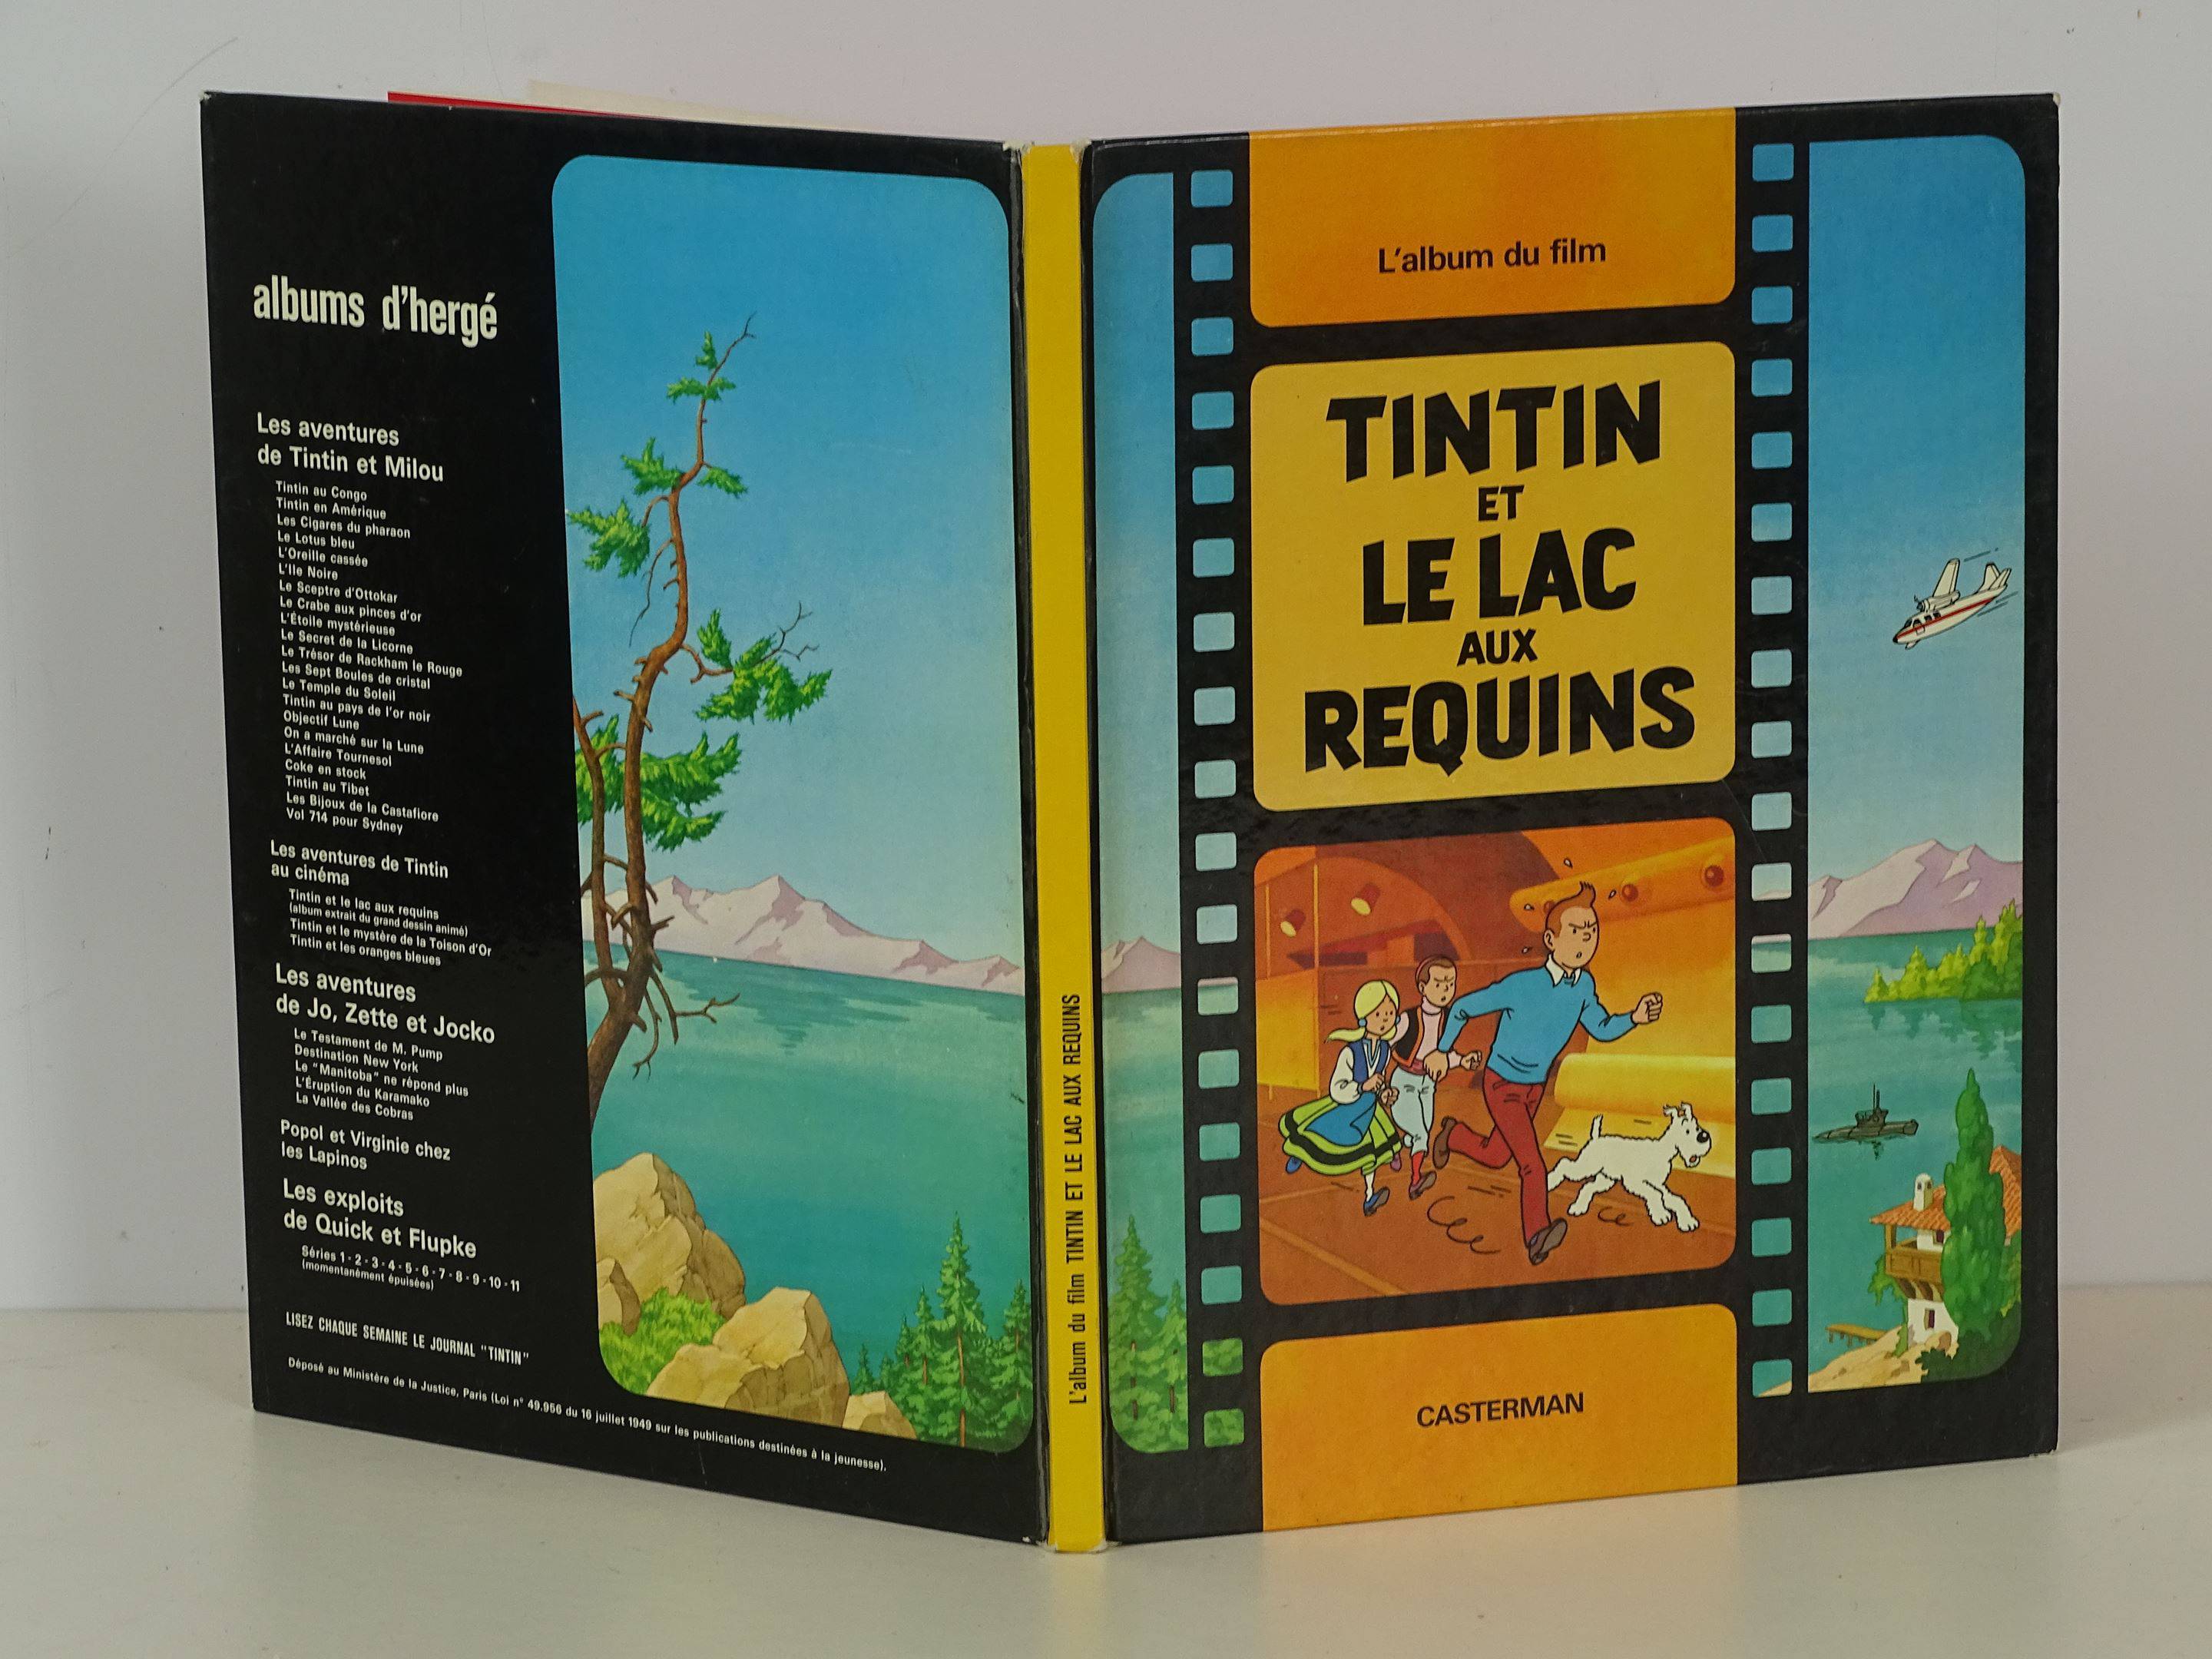 albums d'hergé
Les aventures
de Tintin et Milou
Tintin au Congo
Tintin en Amérique
Les Cigares du pharaon
Le Lotus bleu
L'Oreille cassée
L'Ile Noire
Le Sceptre d'Ottokar
Le Crabe aux pinces d'or
L'Étoile mystérieuse
Le Secret de la Licorne
Le Trésor de Rackham le Rouge
Les Sept Boules de cristal
Le Temple du Soleil
Tintin au pays de l'or noir
Objectif Lune
On a marché sur la Lune
L'Affaire Tournesol
Coke en stock
Tintin au Tibet
Les Bijoux de la Castafiore
Vol 714 pour Sydney
Les aventures de Tintin
au cinéma
Tintin et le lac aux requins
(album extrait du grand dessin animé)
Tintin et le mystère de la Toison d'Or
Tintin et les oranges bleues
Les aventures
de Jo, Zette et Jocko
Le Testament de M. Pump
Destination New York
Le "Manitoba" ne répond plus
L'Éruption du Karamako
La Vallée des Cobras
Popol et Virginie chez
les Lapinos
Les exploits
de Quick et Flupke
Séries 1 - 2 - 3 - 4 - 5 - 6 - 7 - 8 - 9 - 10 - 11
(momentanément épuisées)
LISEZ CHAQUE SEMAINE LE JOURNAL "TINTIN"
Déposé au Ministère de la Justice, Paris (Loi n° 49.956 du 16 juillet 1949 sur les publications destinées à la jeunesse).
L'album du film TINTIN ET LE LAC AUX REQUINS
L'album du film
TINTIN
ET
LE LAC
AUX
REQUINS
CASTERMAN